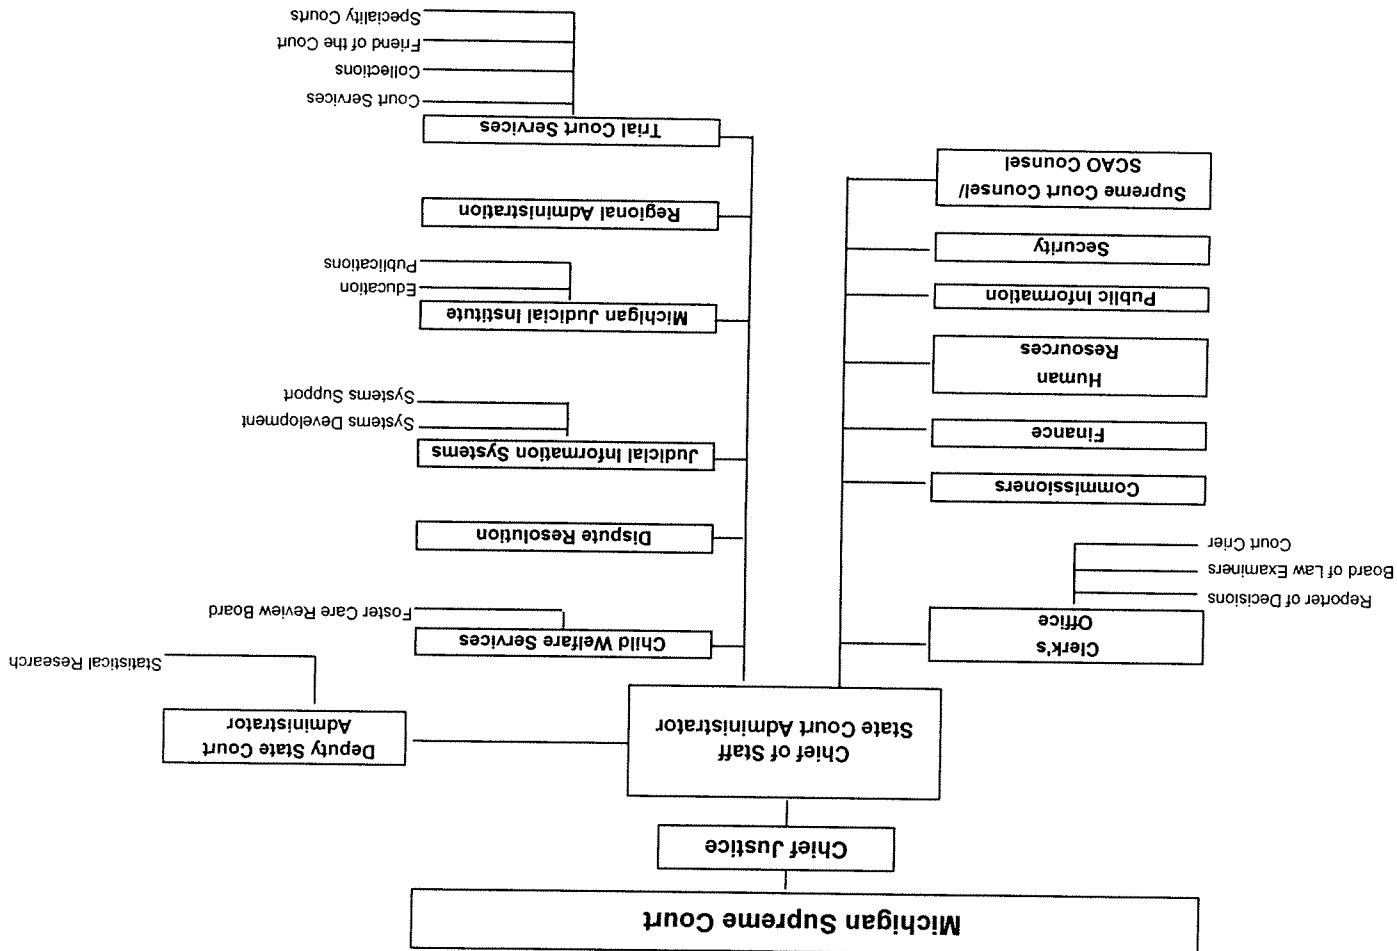 Michigan Supreme Court
Chief Justice
Chief of Staff
State Court Administrator
Deputy State Court
Administrator
Statistical Research
Clerk's
Office
Reporter of Decisions
Board of Law Examiners
Court Crier
Commissioners
Finance
Human
Resources
Public Information
Security
Supreme Court Counsel/
SCAO Counsel
Child Welfare Services
Foster Care Review Board
Dispute Resolution
Judicial Information Systems
Systems Development
Systems Support
Michigan Judicial Institute
Education
Publications
Regional Administration
Trial Court Services
Court Services
Collections
Friend of the Court
Speciality Courts